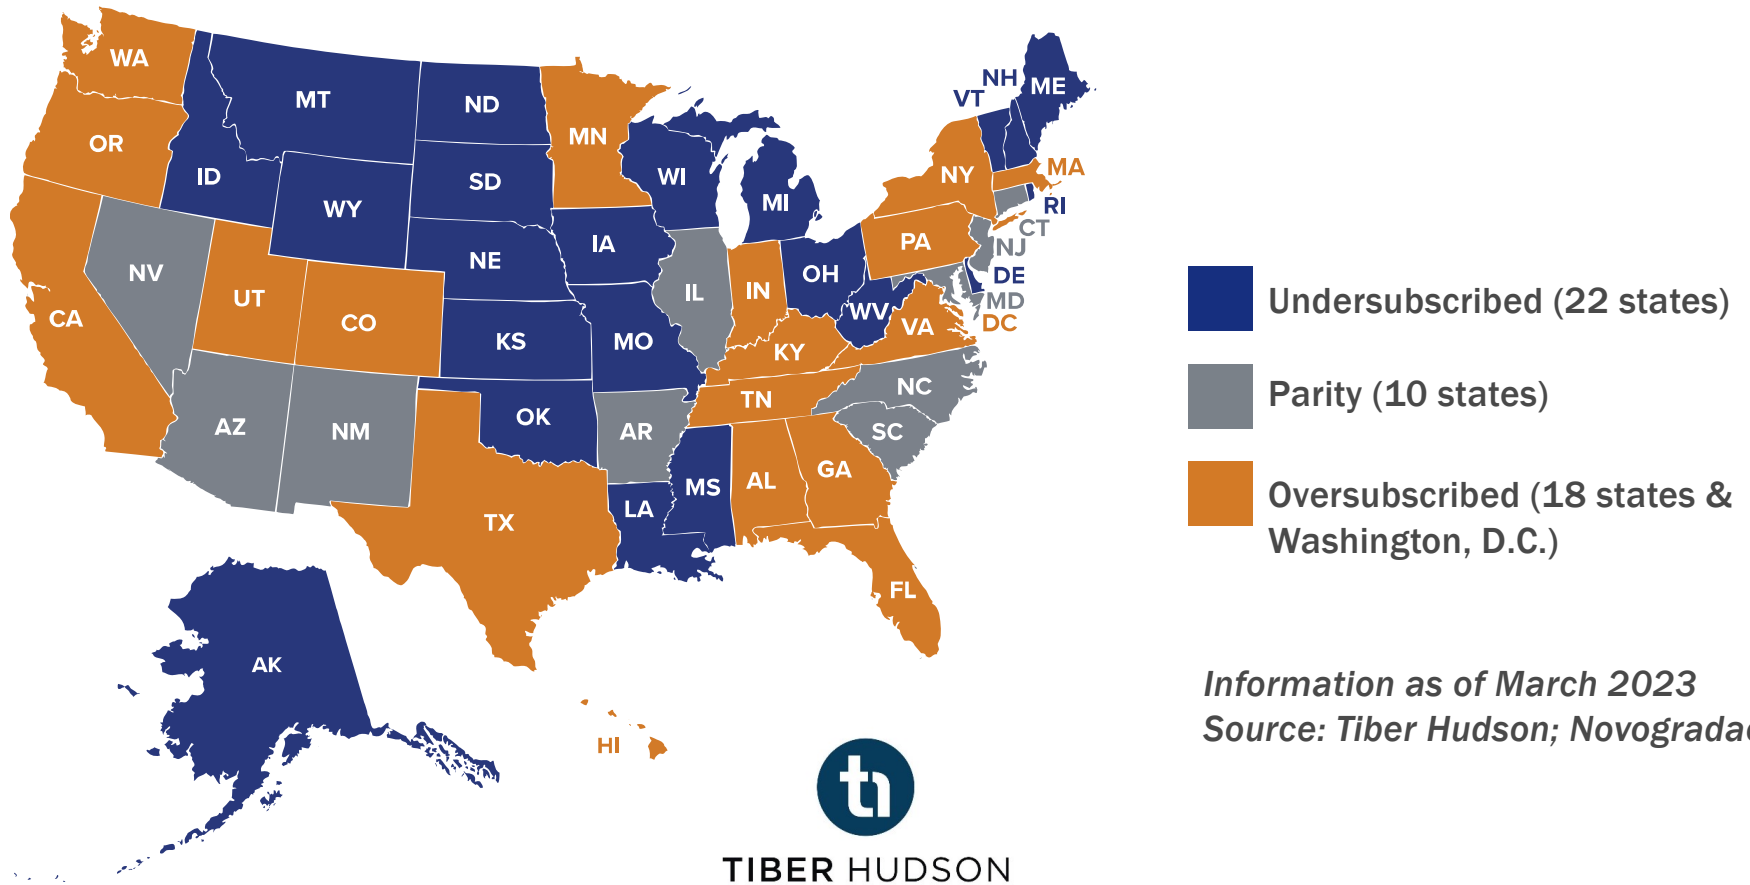 WA
MT
ND
MN
OR
ID
WY
SD
WI
MI
NH
VT
ME
NY
MA
RI
CT
NJ
PA
DE
MD
DC
NV
UT
CA
CO
NE
IA
IL
IN
OH
WV
VA
KS
MO
KY
AZ
NM
OK
AR
TN
NC
SC
TX
LA
MS
AL
GA
FL
AK
HI
Undersubscribed (22 states)
Parity (10 states)
Oversubscribed (18 states &
Washington, D.C.)
Information as of March 2023
Source: Tiber Hudson; Novogradac
TIBER HUDSON